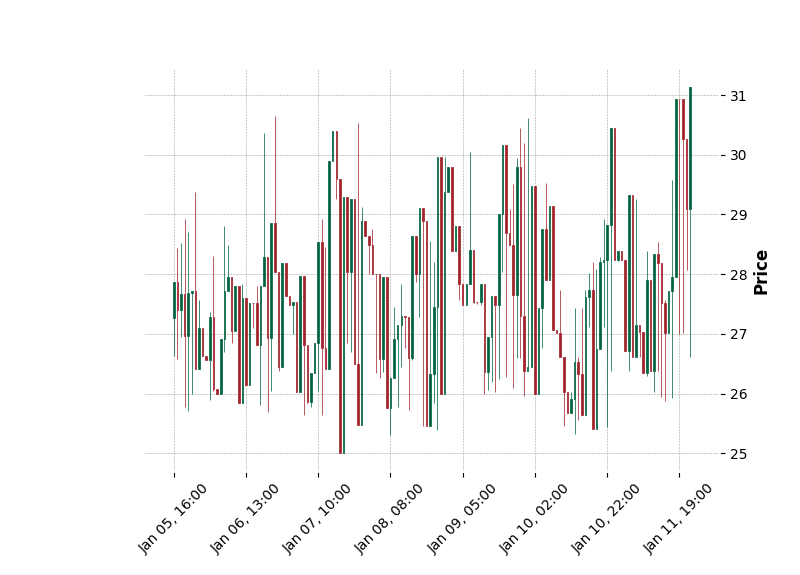 31
30
29
28
27
26
25
Price
Jan 05, 16:00
Jan 06, 13:00
Jan 07, 10:00
Jan 08, 08:00
Jan 09, 05:00
Jan 10, 02:00
Jan 10, 22:00
Jan 11, 19:00